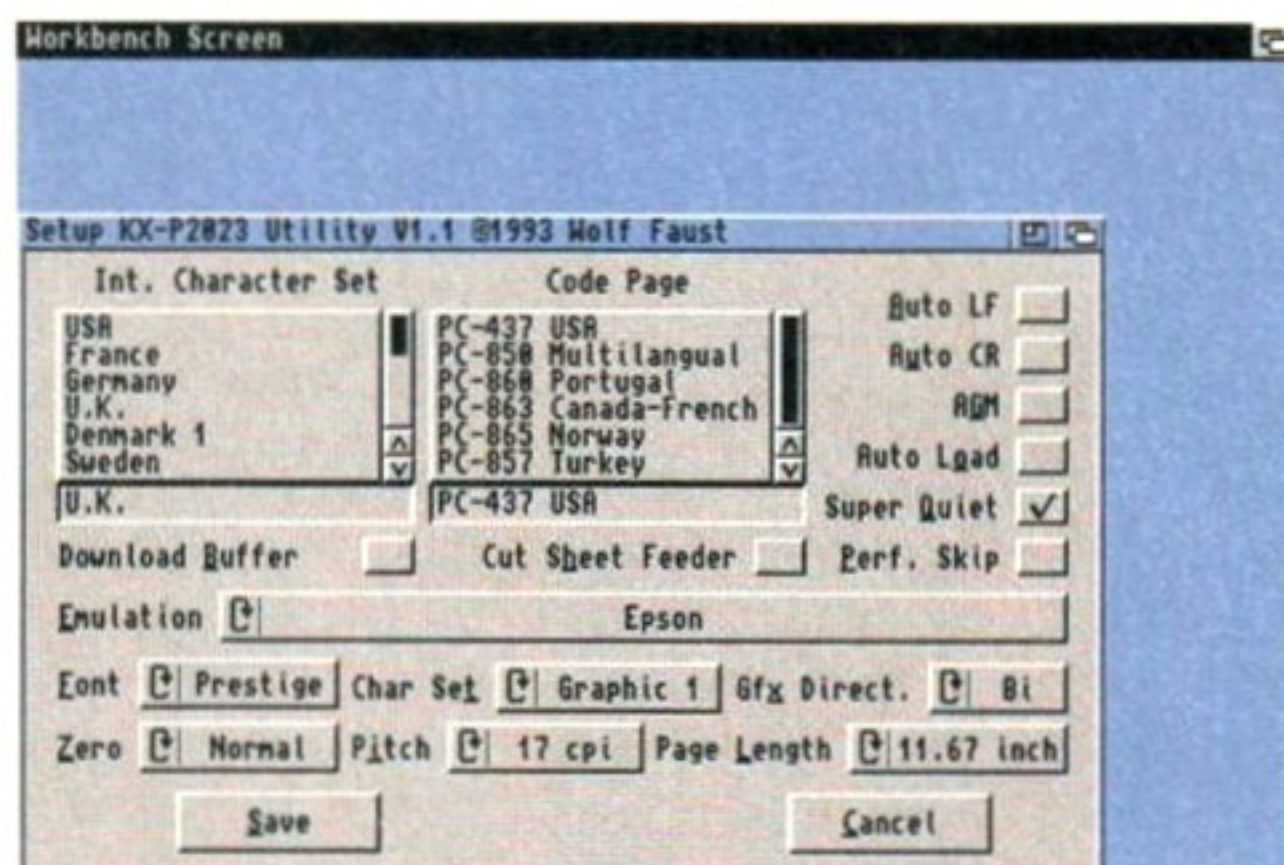 Workbench Screen
Setup KX-P2023 Utility V1.1 ©1993 Wolf Faust
Int. Character Set
USA
France
Germany
U.K.
Denmark 1
Sweden
U.K.
Code Page
PC-437 USA
PC-850 Multilangual
PC-860 Portugal
PC-863 Canada-French
PC-865 Norway
PC-857 Turkey
PC-437 USA
Auto LF
Auto CR
AGM
Auto Load
Super Quiet
Download Buffer
Cut Sheet Feeder
Perf. Skip
Emulation Epson
Font Prestige Char Set Graphic 1 Gfx Direct. Bi
Zero Normal Pitch 17 cpi Page Length 11.67 inch
Save
Cancel